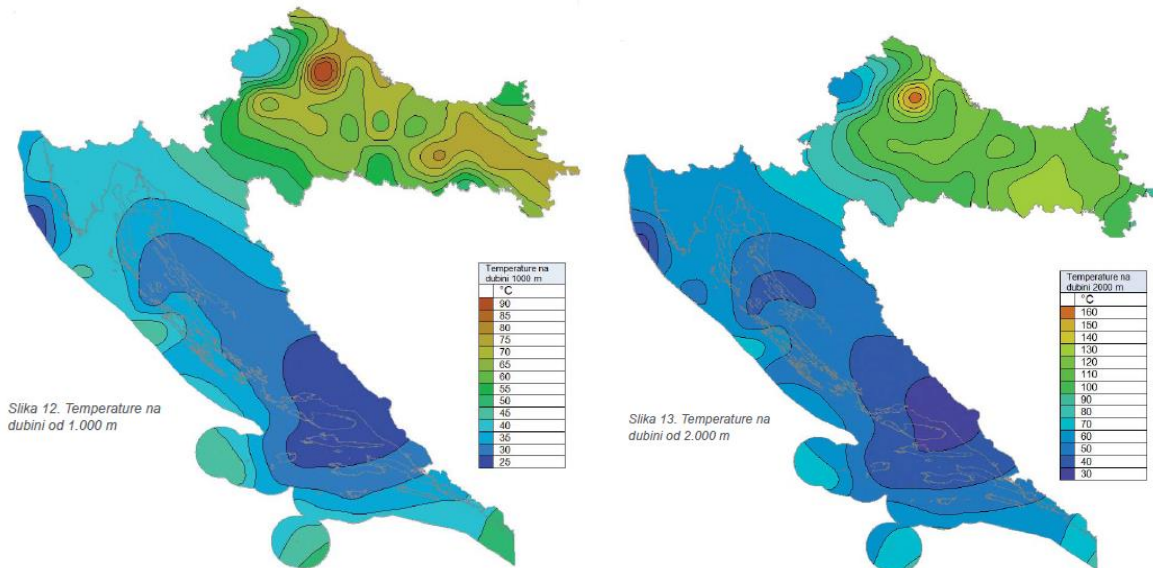 Temperature na
dubini 1000 m
°C
90
85
80
75
70
65
60
55
50
45
40
35
30
25
Slika 12. Temperature na
dubini od 1.000 m
Temperature na
dubini 2000 m
°C
160
150
140
130
120
110
100
90
80
70
60
50
40
30
Slika 13. Temperature na
dubini od 2.000 m